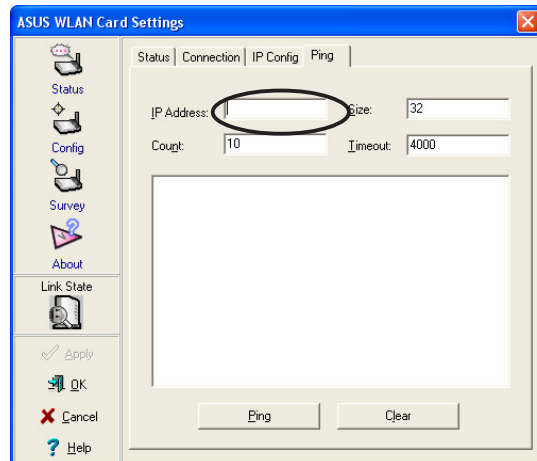 ASUS WLAN Card Settings
Status
Config
Survey
About
Link State
Apply
OK
Cancel
Help
Status Connection IP Config Ping
IP Address: Size: 32
Count: 10 Timeout: 4000
Ping Clear